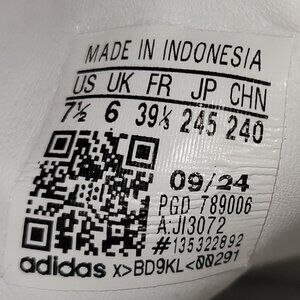 MADE IN INDONESIA
US UK FR JP CHN
7½ 6 39⅓ 245 240
09/24
PGD 789006
A:JI3072
#135322892
adidas x>BD9KL<00291